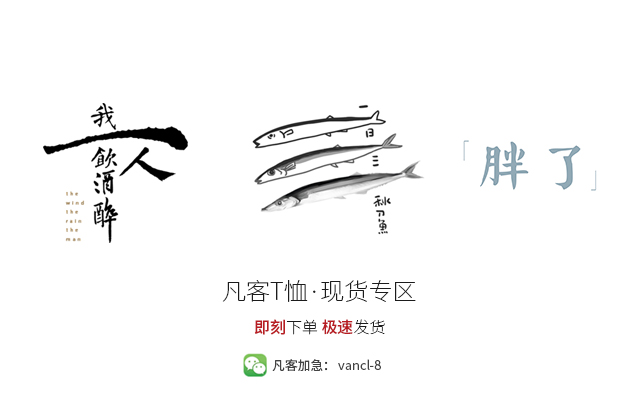 我
一人
飲酒醉
the
wind
the
rain
the
man
一日三
秋刀魚
「胖了」
凡客T恤·现货专区
即刻下单 极速发货
凡客加急： vancl-8